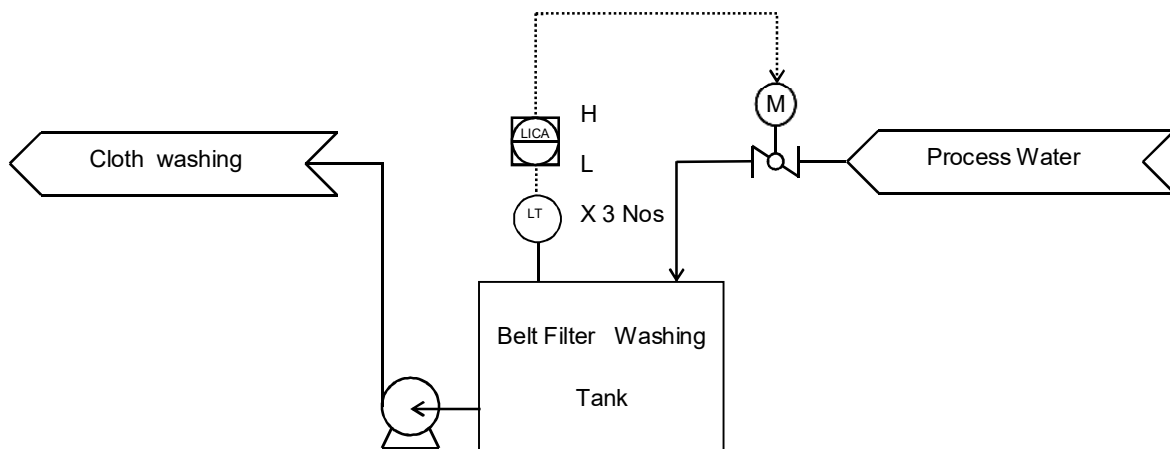 H
M
LICA
Cloth washing
L
Process Water
LT
X 3 Nos
Belt Filter Washing
Tank